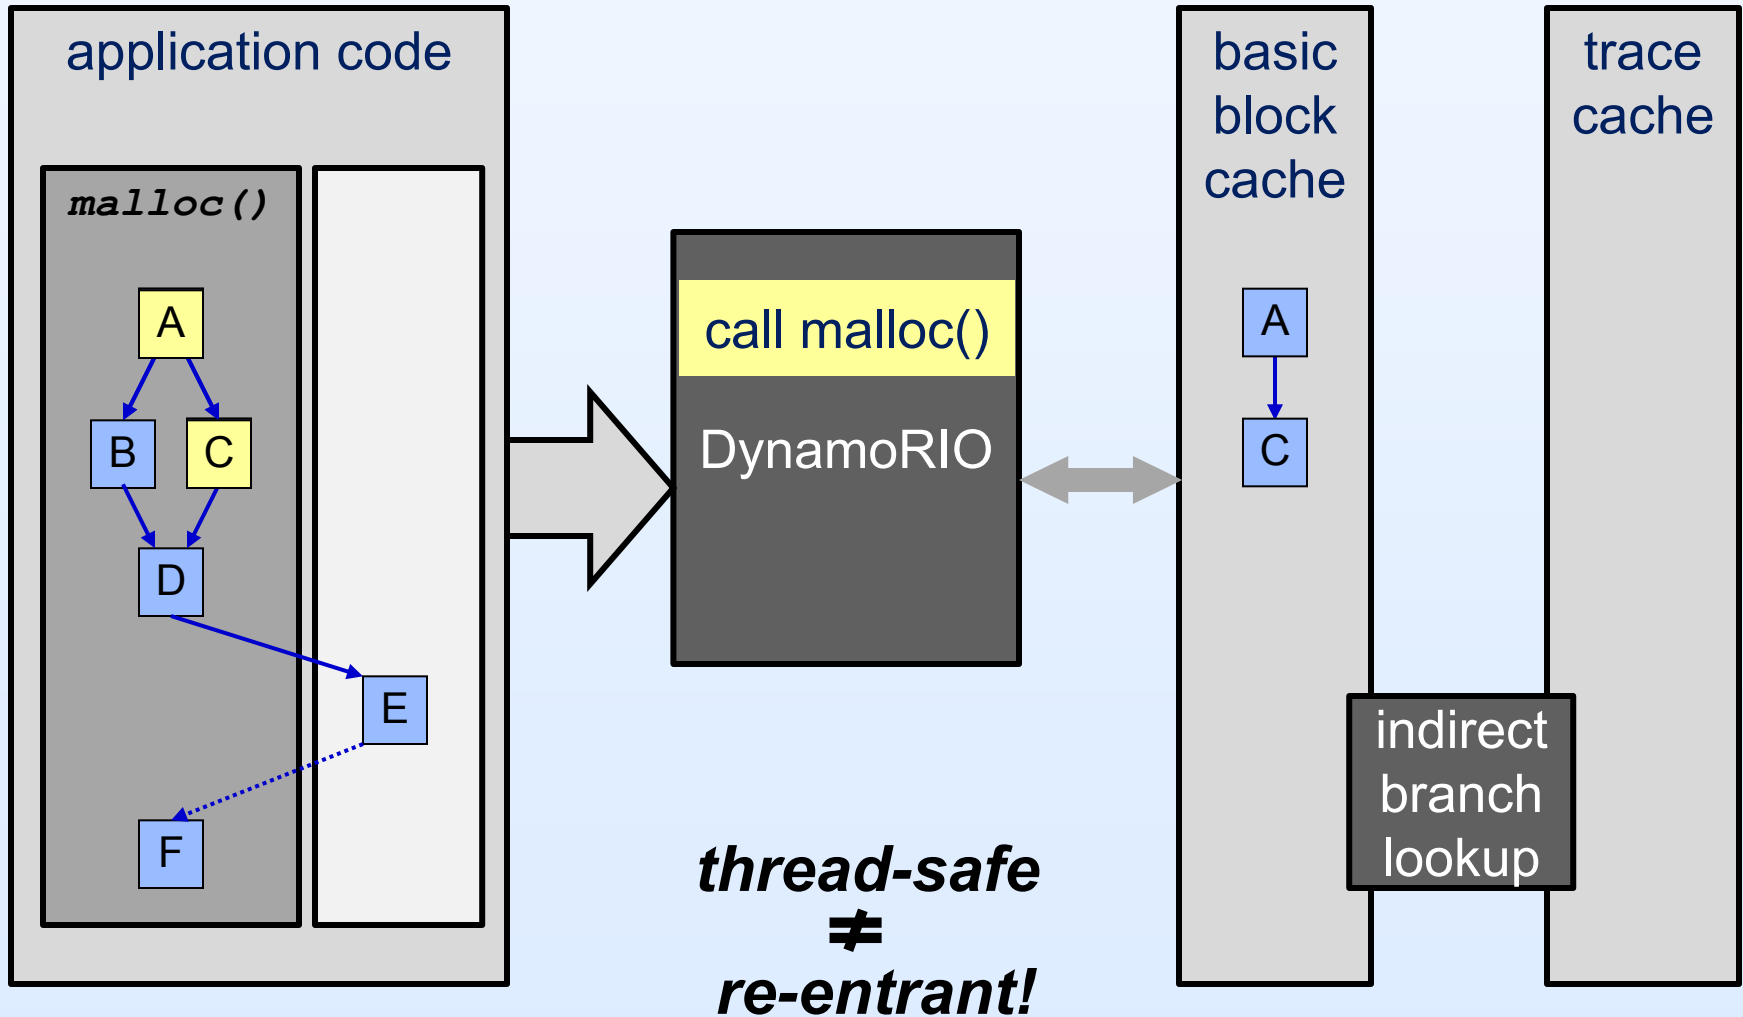 application code
malloc()
A
B
C
D
E
F
call malloc()
DynamoRIO
thread-safe
≠
re-entrant!
basic
block
cache
A
C
indirect
branch
lookup
trace
cache